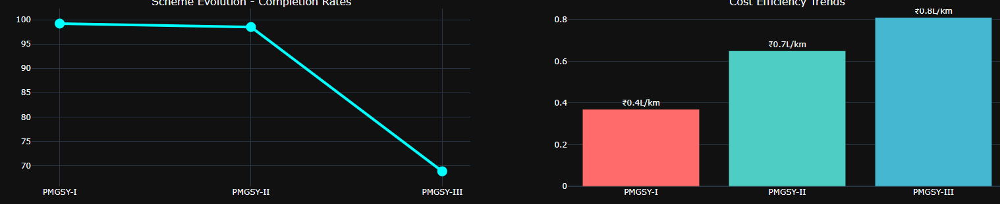 Scheme Evolution - Completion Rates
100
95
90
85
80
75
70
PMGSY-I
PMGSY-II
PMGSY-III
Cost Efficiency Trends
0.8
0.6
0.4
0.2
0
₹0.4L/km
₹0.7L/km
₹0.8L/km
PMGSY-I
PMGSY-II
PMGSY-III